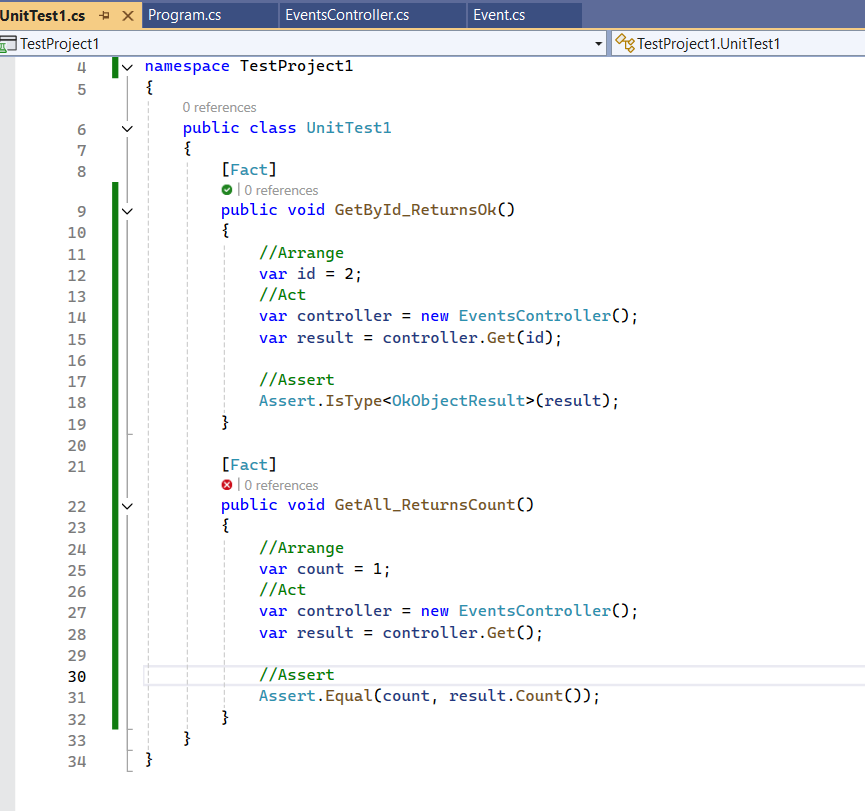 UnitTest1.cs Program.cs EventsController.cs Event.cs
TestProject1 TestProject1.UnitTest1
4 namespace TestProject1
5 {
0 references
6 public class UnitTest1
7 {
8 [Fact]
| 0 references
9 public void GetById_ReturnsOk()
10 {
11 //Arrange
12 var id = 2;
13 //Act
14 var controller = new EventsController();
15 var result = controller.Get(id);
16
17 //Assert
18 Assert.IsType<OkObjectResult>(result);
19 }
20
21 [Fact]
| 0 references
22 public void GetAll_ReturnsCount()
23 {
24 //Arrange
25 var count = 1;
26 //Act
27 var controller = new EventsController();
28 var result = controller.Get();
29
30 //Assert
31 Assert.Equal(count, result.Count());
32 }
33 }
34 }